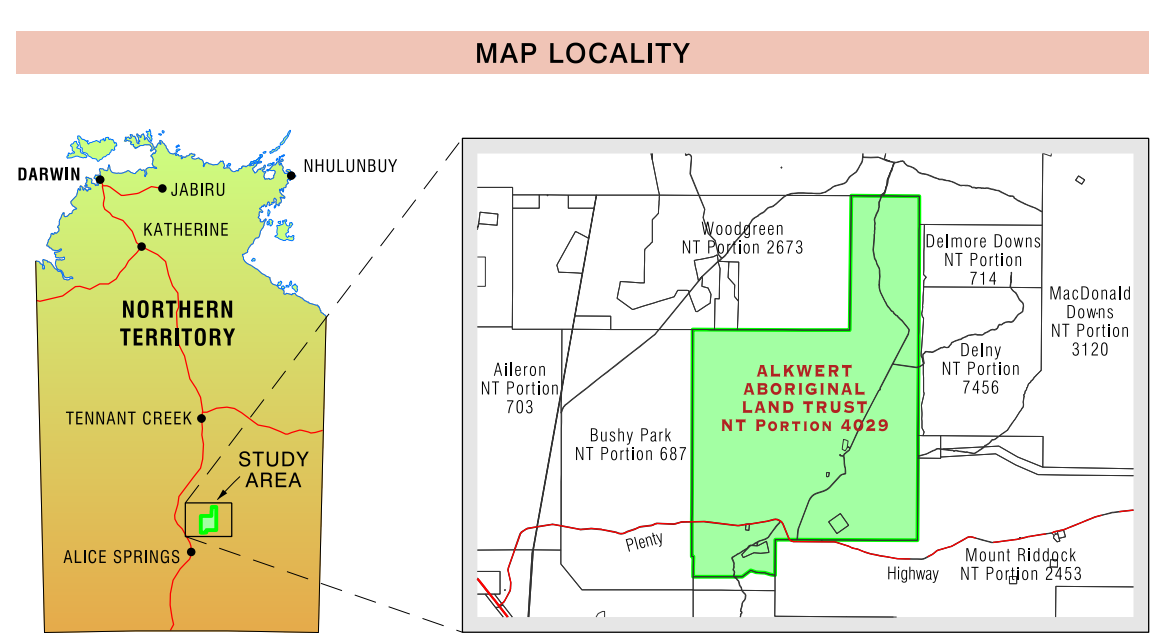 MAP LOCALITY
DARWIN
JABIRU
NHULUNBUY
KATHERINE
NORTHERN
TERRITORY
TENNANT CREEK
STUDY
AREA
ALICE SPRINGS
Woodgreen
NT Portion 2673
Delmore Downs
NT Portion
714
MacDonald
Downs
NT Portion
3120
Aileron
NT Portion
703
Delny
NT Portion
7456
ALKWERT
ABORIGINAL
LAND TRUST
NT PORTION 4029
Bushy Park
NT Portion 687
Plenty
Highway
Mount Riddock
NT Portion 2453